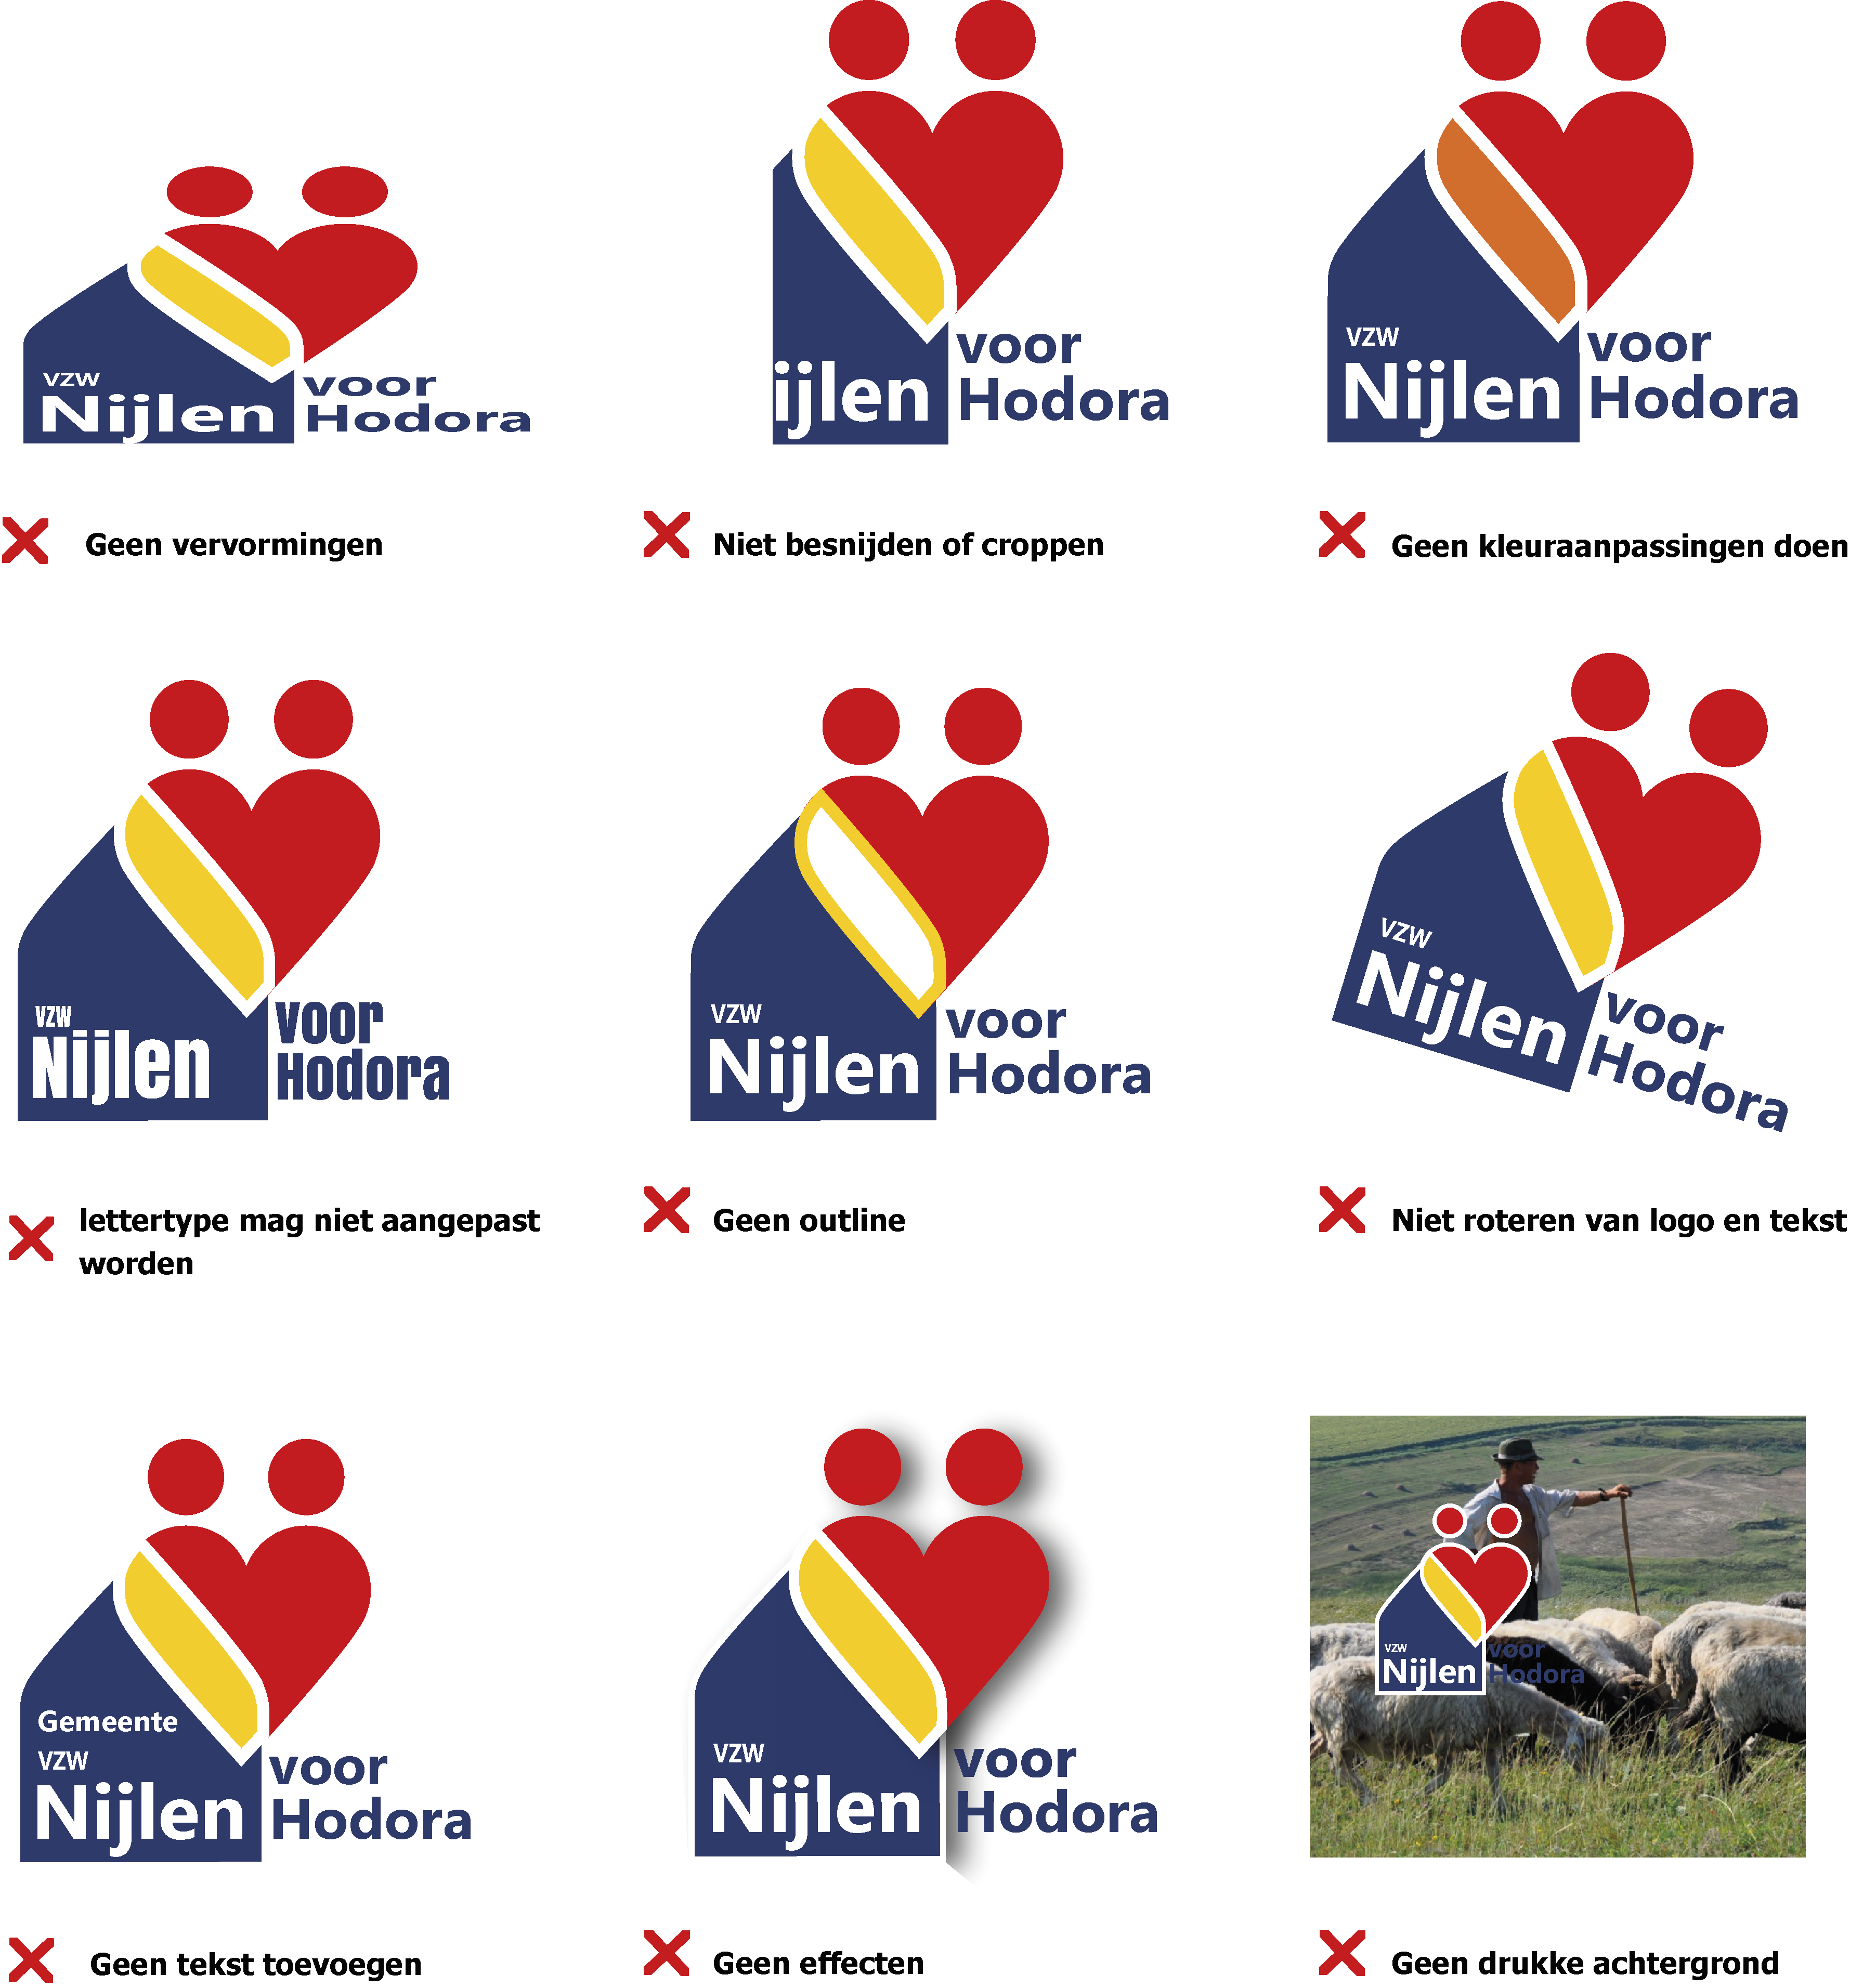 vzw
Nijlen
voor
Hodora
ijlen
voor
Hodora
vzw
Nijlen
voor
Hodora
Geen vervormingen
Niet besnijden of croppen
Geen kleuraanpassingen doen
vzw
Nijlen
voor
Hodora
vzw
Nijlen
voor
Hodora
vzw
Nijlen
voor
Hodora
lettertype mag niet aangepast
worden
Geen outline
Niet roteren van logo en tekst
Gemeente
vzw
Nijlen
voor
Hodora
vzw
Nijlen
voor
Hodora
vzw
Nijlen
voor
Hodora
Geen tekst toevoegen
Geen effecten
Geen drukke achtergrond